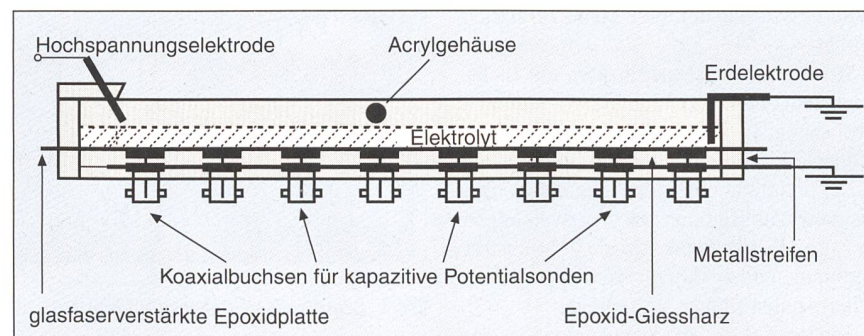 Hochspannungselektrode
Acrylgehäuse
Erdelektrode
Elektrolyt
Metallstreifen
Koaxialbuchsen für kapazitive Potentialsonden
glasfaserverstärkte Epoxidplatte
Epoxid-Giessharz